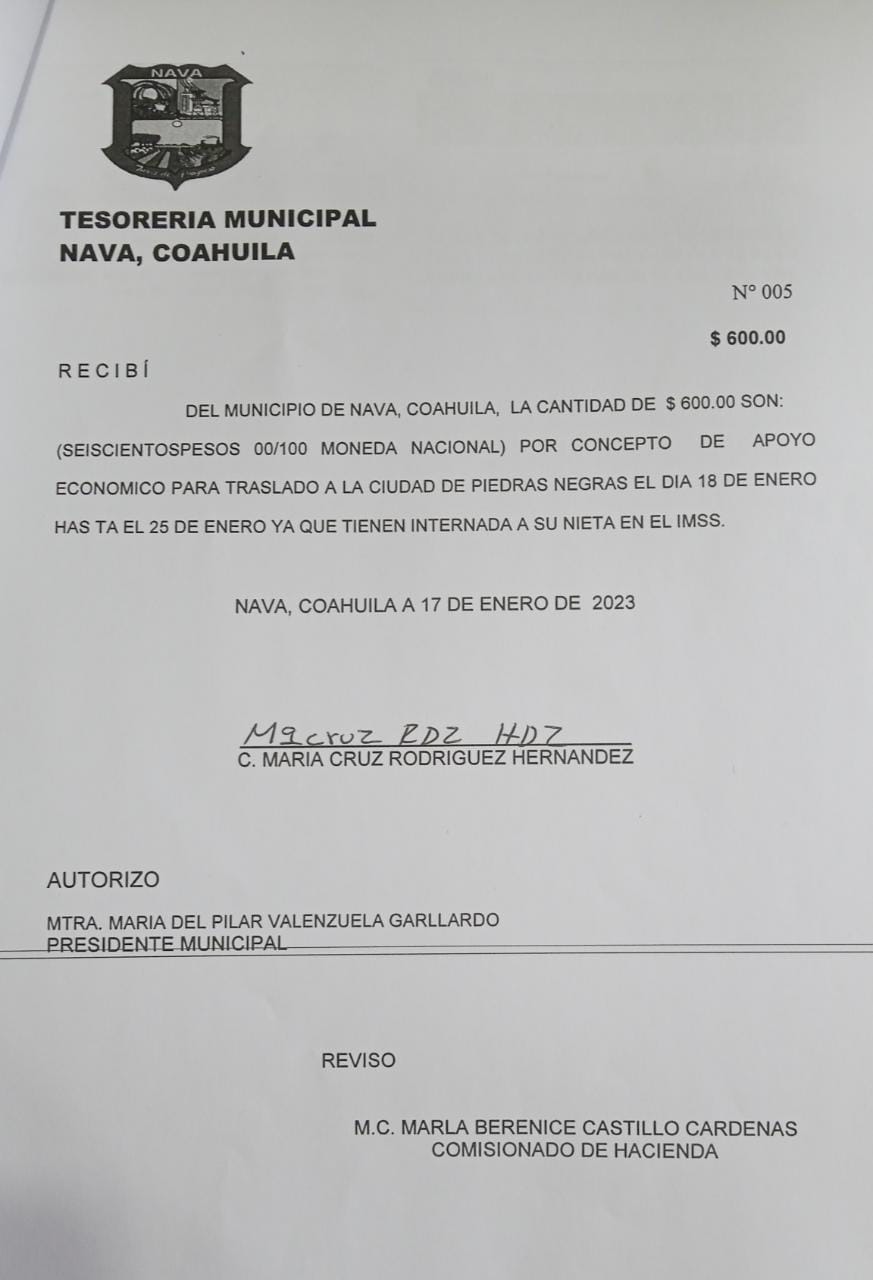 NAVA
TESORERIA MUNICIPAL
NAVA, COAHUILA
N° 005
$ 600.00
R E C I B Í
DEL MUNICIPIO DE NAVA, COAHUILA, LA CANTIDAD DE $ 600.00 SON:
(SEISCIENTOSPESOS 00/100 MONEDA NACIONAL) POR CONCEPTO DE APOYO
ECONOMICO PARA TRASLADO A LA CIUDAD DE PIEDRAS NEGRAS EL DIA 18 DE ENERO
HAS TA EL 25 DE ENERO YA QUE TIENEN INTERNADA A SU NIETA EN EL IMSS.
NAVA, COAHUILA A 17 DE ENERO DE 2023
Ma cruz RDZ HDZ
C. MARIA CRUZ RODRIGUEZ HERNANDEZ
AUTORIZO
MTRA. MARIA DEL PILAR VALENZUELA GARLLARDO
PRESIDENTE MUNICIPAL
REVISO
M.C. MARLA BERENICE CASTILLO CARDENAS
COMISIONADO DE HACIENDA